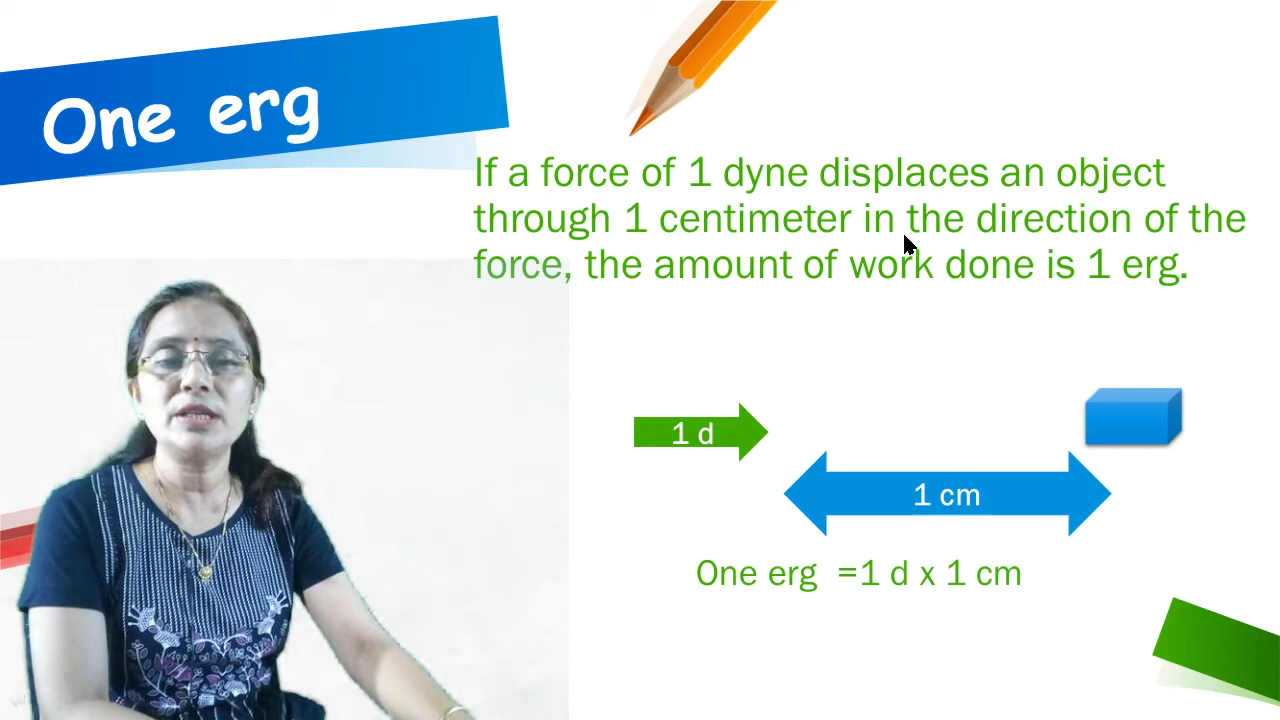 One erg
If a force of 1 dyne displaces an object
through 1 centimeter in the direction of the
force, the amount of work done is 1 erg.
1 d
1 cm
One erg =1 d x 1 cm